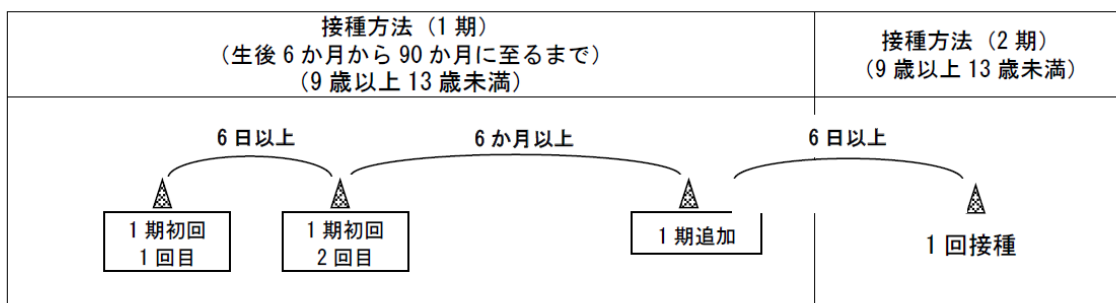 接種方法（1期）
（生後6か月から90か月に至るまで）
（9歳以上13歳未満）
接種方法（2期）
（9歳以上13歳未満）
6日以上
6か月以上
6日以上
1期初回
1回目
1期初回
2回目
1期追加
1回接種